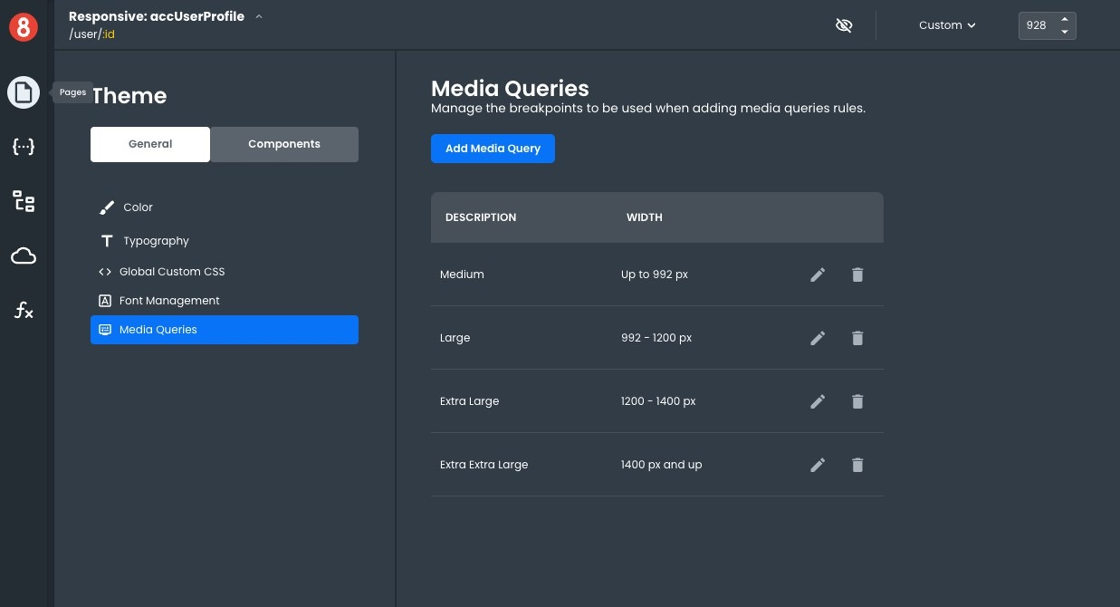 8
Responsive: accUserProfile
/user/:id
Custom
928
Pages
Theme
General
Components
Color
Typography
Global Custom CSS
Font Management
Media Queries
Media Queries
Manage the breakpoints to be used when adding media queries rules.
Add Media Query
DESCRIPTION WIDTH
Medium Up to 992 px
Large 992 - 1200 px
Extra Large 1200 - 1400 px
Extra Extra Large 1400 px and up